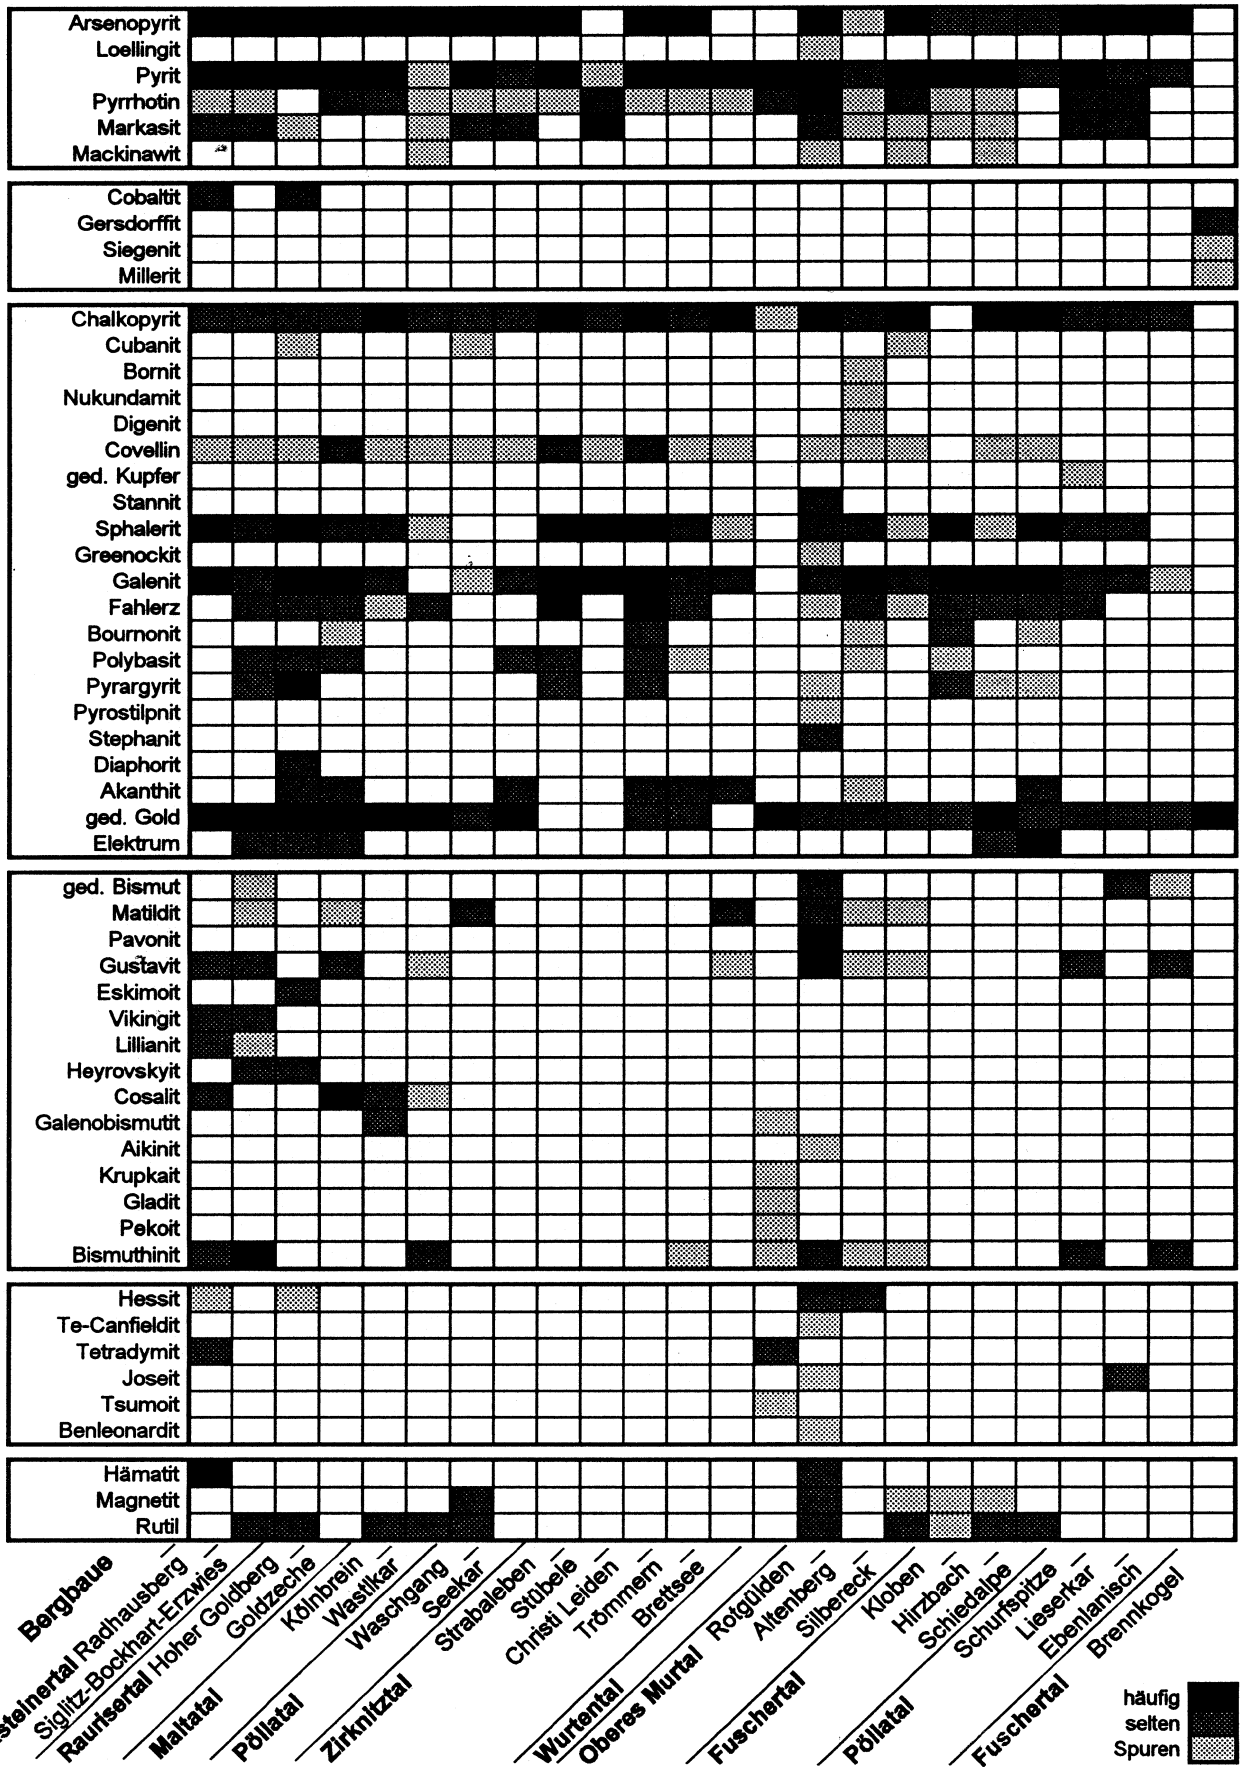 Arsenopyrit
Loellingit
Pyrit
Pyrrhotin
Markasit
Mackinawit
Cobaltit
Gersdorffit
Siegenit
Millerit
Chalkopyrit
Cubanit
Bornit
Nukundamit
Digenit
Covellin
ged. Kupfer
Stannit
Sphalerit
Greenockit
Galenit
Fahlerz
Bournonit
Polybasit
Pyrargyrit
Pyrostilpnit
Stephanit
Diaphorit
Akanthit
ged. Gold
Elektrum
ged. Bismut
Matildit
Pavonit
Gustavit
Eskimoit
Vikingit
Lillianit
Heyrovskyit
Cosalit
Galenobismutit
Aikinit
Krupkait
Gladit
Pekoit
Bismuthinit
Hessit
Te-Canfieldit
Tetradymit
Joseit
Tsumoit
Benleonardit
Hämatit
Magnetit
Rutil
Bergbaue
steinertal Radhausberg
Siglitz-Bockhart-Erzwies
Raurisertal Hoher Goldberg
Goldzeche
Maltatal Kölnbrein
Wastlkar
Pöllatal Waschgang
Seekar
Zirknitztal Strabaleben
Stübele
Christi Leiden
Trömmern
Brettsee
Wurtental
Oberes Murtal Rotgülden
Altenberg
Silbereck
Fuschertal Kloben
Hirzbach
Schiedalpe
Pöllatal Schurfspitze
Lieserkar
Ebenlanisch
Fuschertal Brennkogel
häufig
selten
Spuren